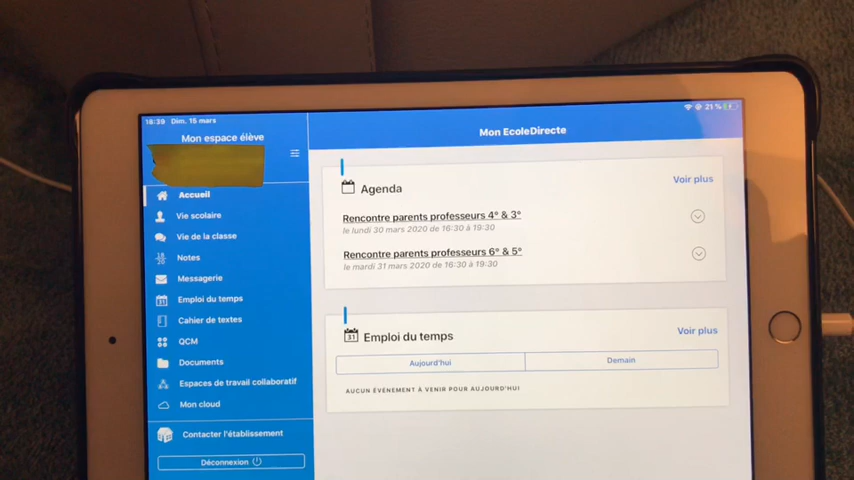 18:39 Dim. 15 mars
21 %
Mon espace élève
Mon EcoleDirecte
Accueil
Vie scolaire
Vie de la classe
Notes
Messagerie
Emploi du temps
Cahier de textes
QCM
Documents
Espaces de travail collaboratif
Mon cloud
Contacter l'établissement
Déconnexion
Agenda
Voir plus
Rencontre parents professeurs 4° & 3°
le lundi 30 mars 2020 de 16:30 à 19:30
Rencontre parents professeurs 6° & 5°
le mardi 31 mars 2020 de 16:30 à 19:30
31 Emploi du temps
Voir plus
Aujourd'hui
Demain
AUCUN ÉVÉNEMENT À VENIR POUR AUJOURD'HUI